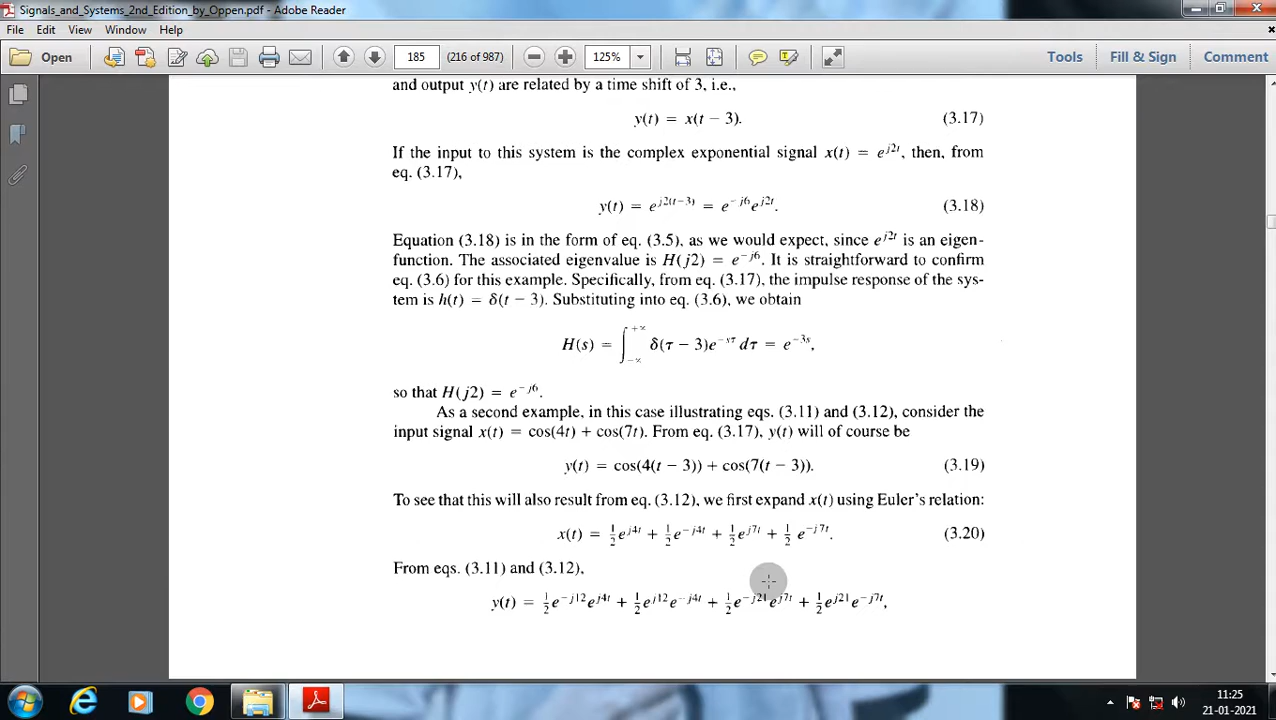 Signals_and_Systems_2nd_Edition_by_Oppen.pdf - Adobe Reader
File Edit View Window Help
Open 185 (216 of 987) 125% Tools Fill & Sign Comment
and output y(t) are related by a time shift of 3, i.e.,
y(t) = x(t − 3). (3.17)
If the input to this system is the complex exponential signal x(t) = e^{j2t}, then, from
eq. (3.17),
y(t) = e^{j2(t−3)} = e^{−j6}e^{j2t}. (3.18)
Equation (3.18) is in the form of eq. (3.5), as we would expect, since e^{j2t} is an eigen-
function. The associated eigenvalue is H(j2) = e^{−j6}. It is straightforward to confirm
eq. (3.6) for this example. Specifically, from eq. (3.17), the impulse response of the sys-
tem is h(t) = δ(t − 3). Substituting into eq. (3.6), we obtain
H(s) = ∫_{−∞}^{+∞} δ(τ − 3)e^{−sτ} dτ = e^{−3s},
so that H(j2) = e^{−j6}.
As a second example, in this case illustrating eqs. (3.11) and (3.12), consider the
input signal x(t) = cos(4t) + cos(7t). From eq. (3.17), y(t) will of course be
y(t) = cos(4(t − 3)) + cos(7(t − 3)). (3.19)
To see that this will also result from eq. (3.12), we first expand x(t) using Euler's relation:
x(t) = ½e^{j4t} + ½e^{−j4t} + ½e^{j7t} + ½ e^{−j7t}. (3.20)
From eqs. (3.11) and (3.12),
y(t) = ½e^{−j12}e^{j4t} + ½e^{j12}e^{−j4t} + ½e^{−j21}e^{j7t} + ½e^{j21}e^{−j7t},
11:25
21-01-2021